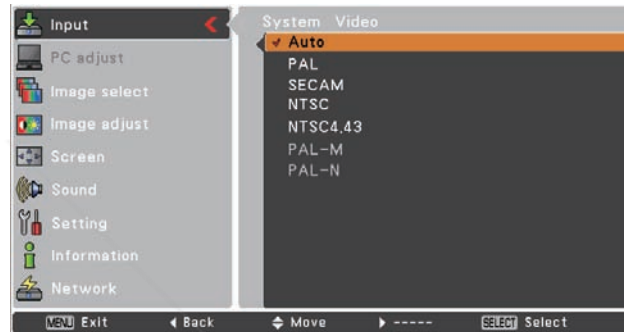 Input
PC adjust
Image select
Image adjust
Screen
Sound
Setting
Information
Network
System Video
Auto
PAL
SECAM
NTSC
NTSC4.43
PAL-M
PAL-N
MENU Exit Back Move ----- SELECT Select